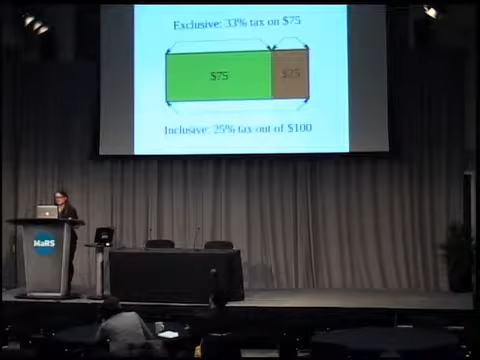 Exclusive: 33% tax on $75
$75
$25
Inclusive: 25% tax out of $100
MaRS